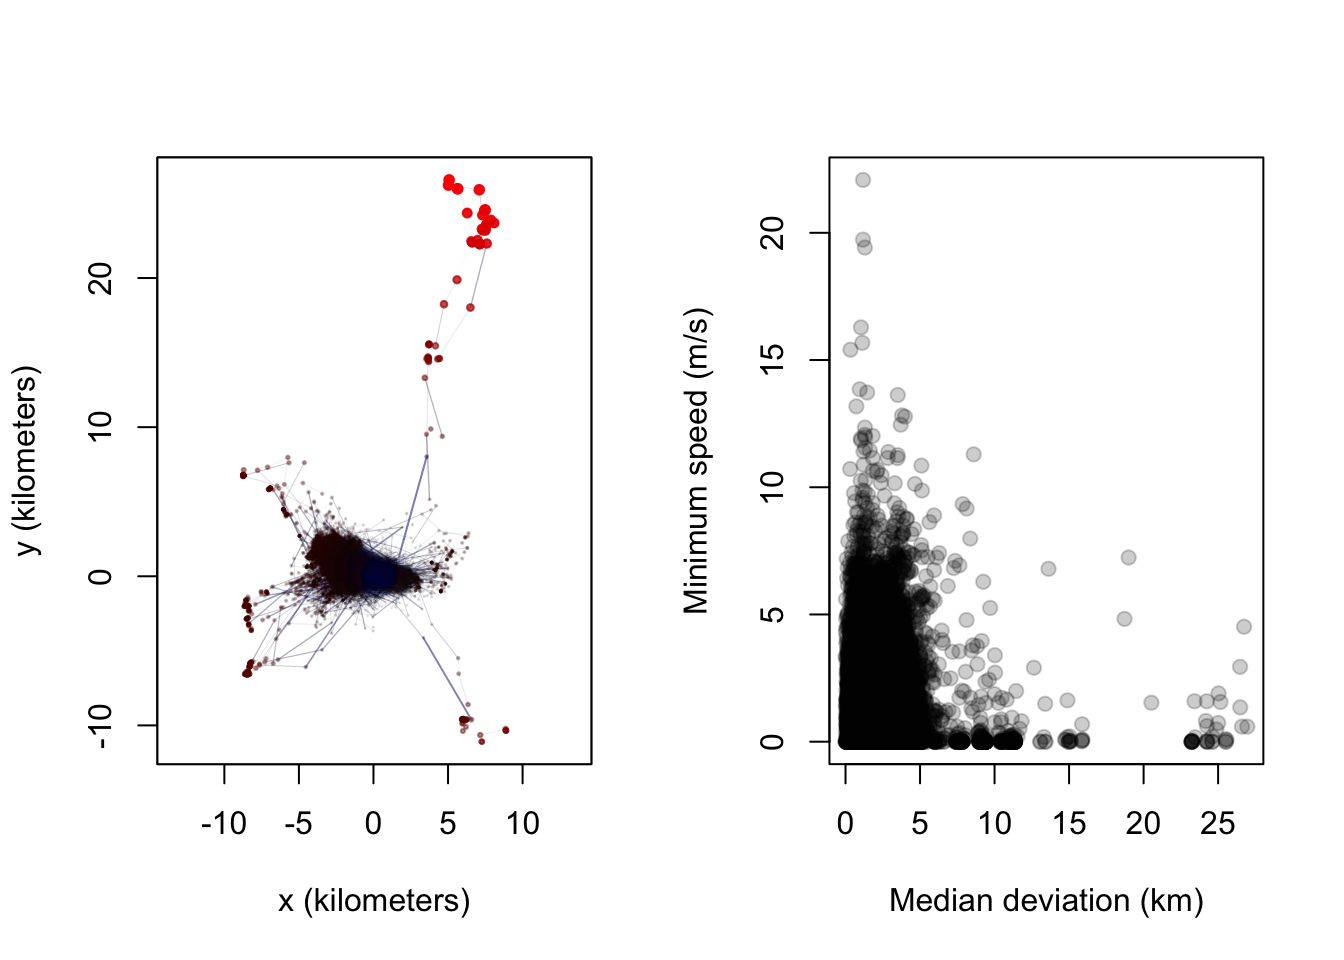 y (kilometers)
20
10
0
-10
-10 -5 0 5 10
x (kilometers)
Minimum speed (m/s)
20
15
10
5
0
0 5 10 15 20 25
Median deviation (km)